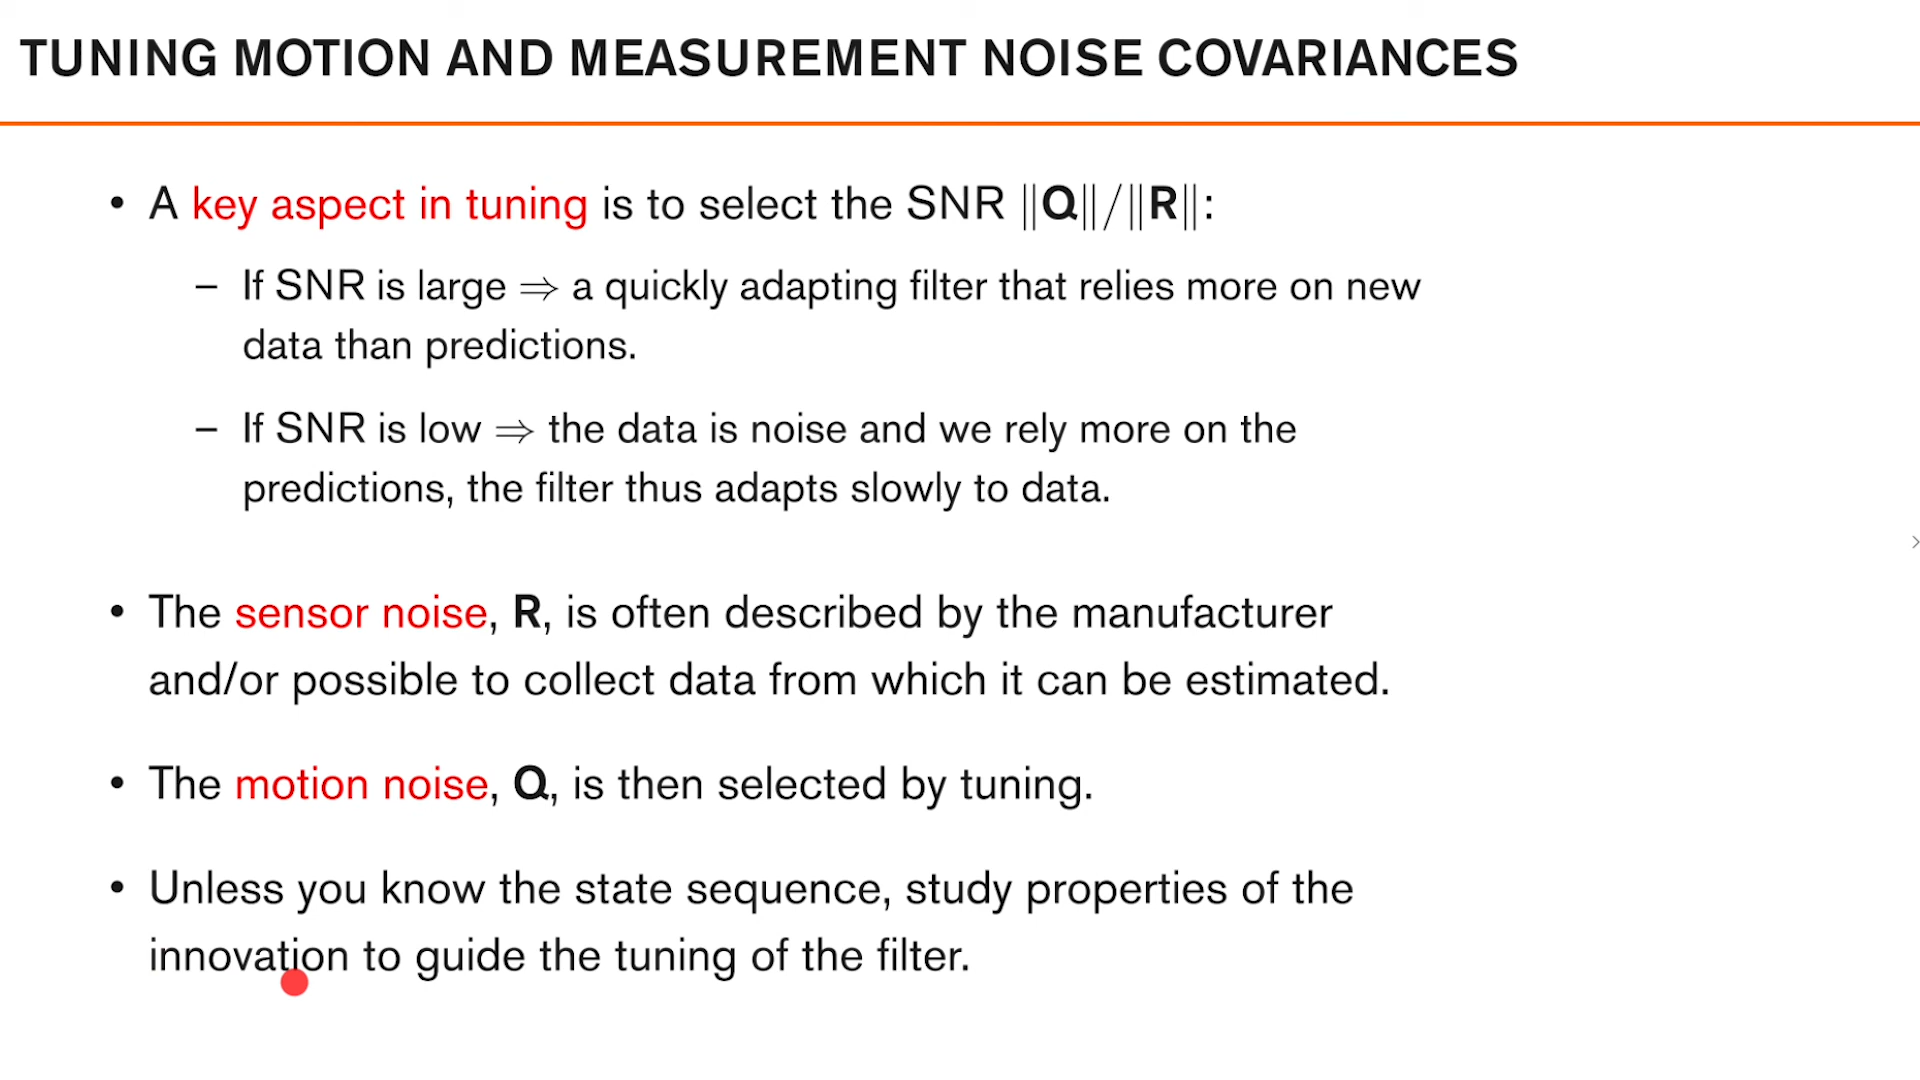 TUNING MOTION AND MEASUREMENT NOISE COVARIANCES
• A key aspect in tuning is to select the SNR ‖Q‖/‖R‖:
– If SNR is large ⇒ a quickly adapting filter that relies more on new
data than predictions.
– If SNR is low ⇒ the data is noise and we rely more on the
predictions, the filter thus adapts slowly to data.
• The sensor noise, R, is often described by the manufacturer
and/or possible to collect data from which it can be estimated.
• The motion noise, Q, is then selected by tuning.
• Unless you know the state sequence, study properties of the
innovation to guide the tuning of the filter.